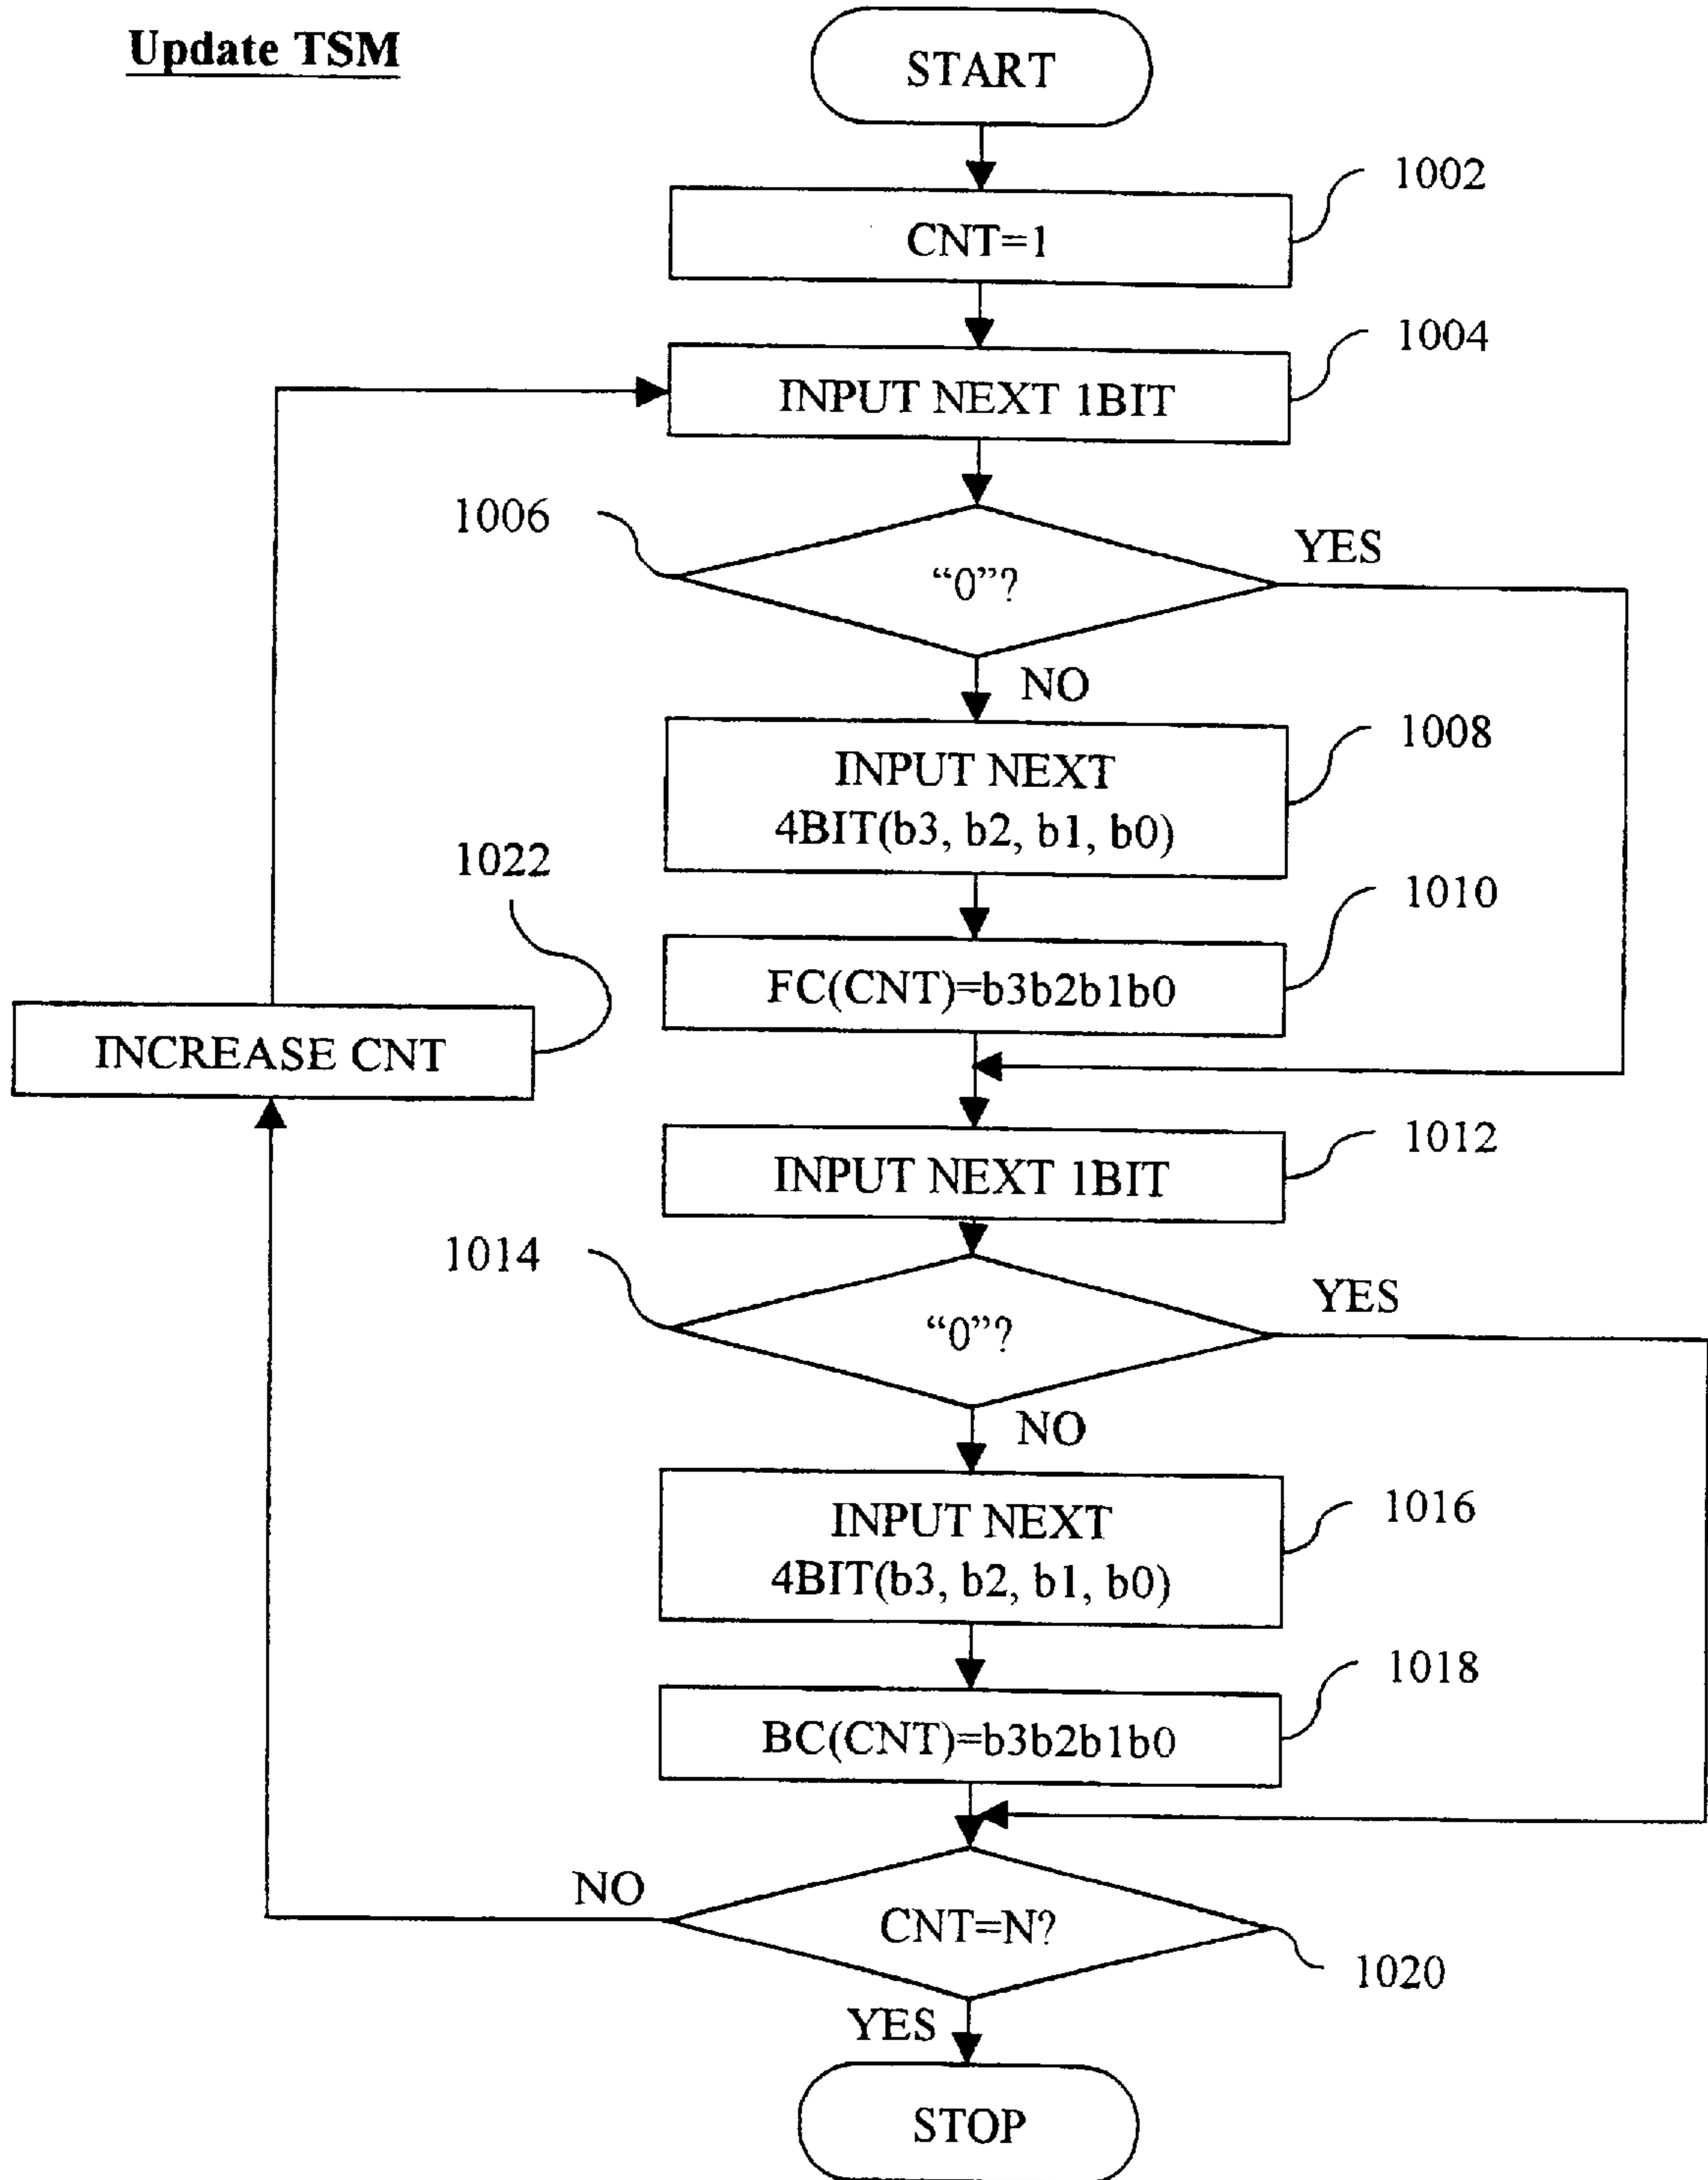 Update TSM
START
1002
CNT=1
1004
INPUT NEXT 1BIT
1006
YES
“0”?
NO
1008
INPUT NEXT
4BIT(b3, b2, b1, b0)
1022
1010
FC(CNT)=b3b2b1b0
INCREASE CNT
1012
INPUT NEXT 1BIT
1014
YES
“0”?
NO
1016
INPUT NEXT
4BIT(b3, b2, b1, b0)
1018
BC(CNT)=b3b2b1b0
NO
CNT=N?
1020
YES
STOP